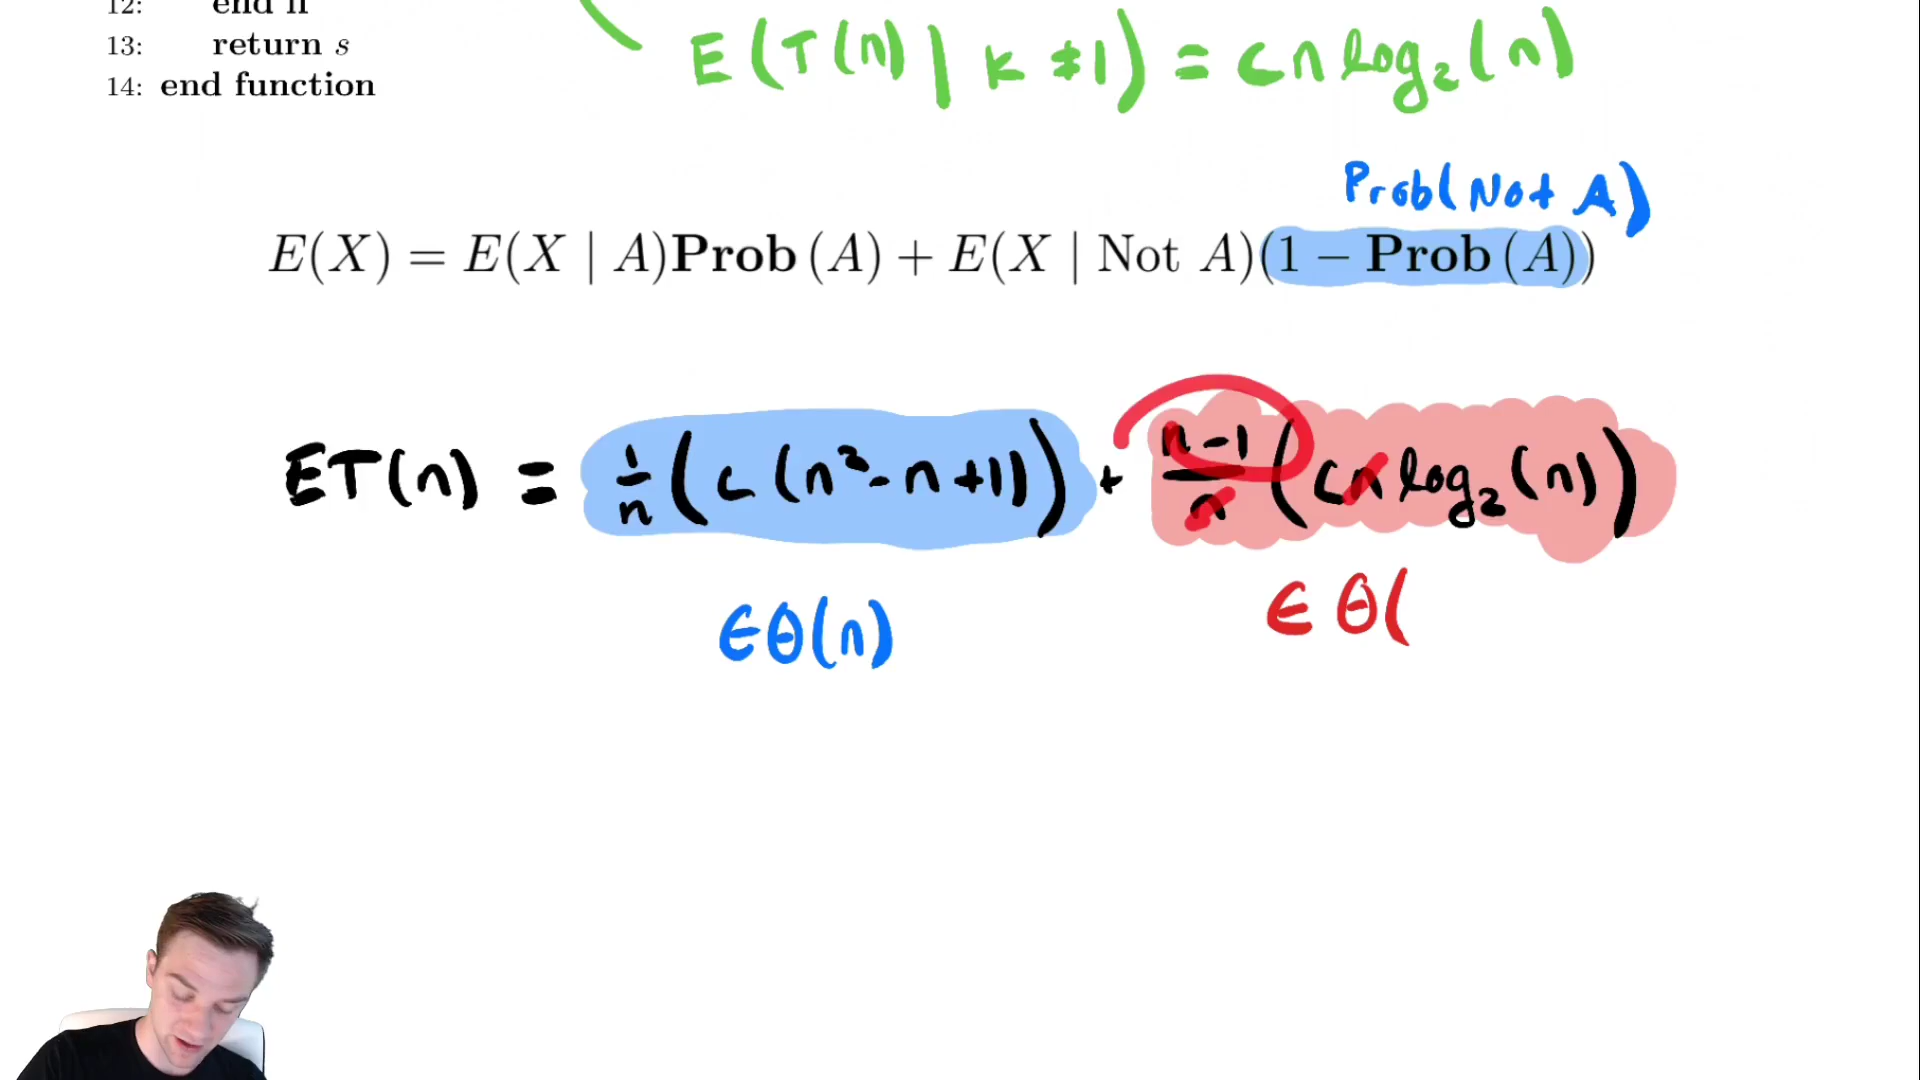 12: end if
13: return s
14: end function
E(T(n) | k ≠ 1) = cn log₂(n)
Prob(Not A)
E(X) = E(X | A)Prob (A) + E(X | Not A)(1 − Prob (A))
ET(n) = 1/n (c(n²-n+1)) + n-1/n (cn log₂(n))
∈ θ(n)
∈ θ(